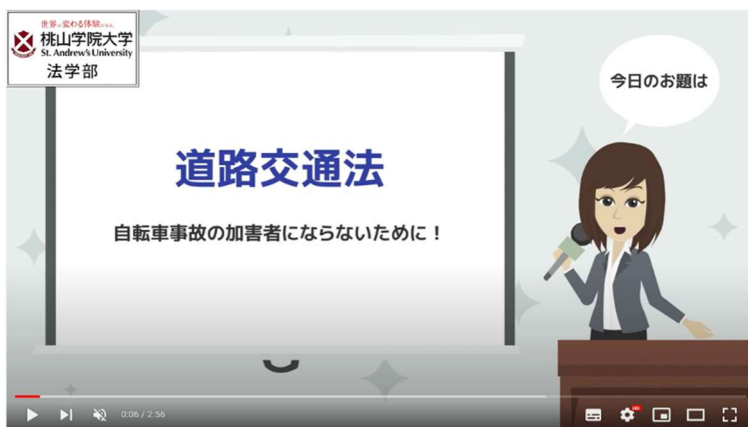 世界が変わる体験がある。
桃山学院大学
St. Andrew's University
法学部
今日のお題は
道路交通法
自転車事故の加害者にならないために！
0:06 / 2:56
HD